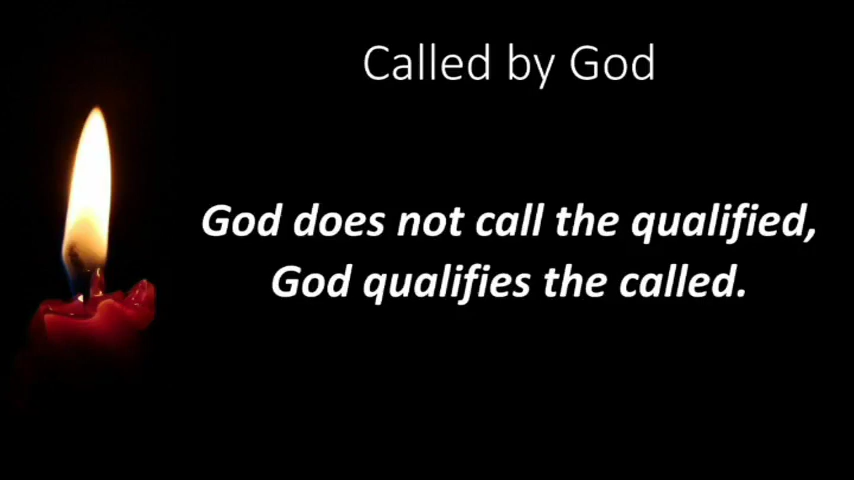 Called by God
God does not call the qualified,
God qualifies the called.